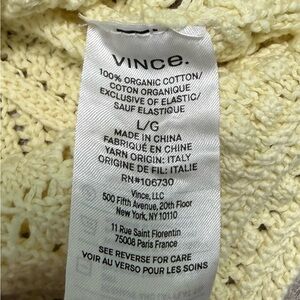 VINCE.
100% ORGANIC COTTON/
COTON ORGANIQUE
EXCLUSIVE OF ELASTIC/
SAUF ELASTIQUE
L/G
MADE IN CHINA
FABRIQUÉ EN CHINE
YARN ORIGIN: ITALY
ORIGINE DE FIL: ITALIE
RN#106730
Vince, LLC
500 Fifth Avenue, 20th Floor
New York, NY 10110
11 Rue Saint Florentin
75008 Paris France
SEE REVERSE FOR CARE
VOIR AU VERSO POUR LES SOINS